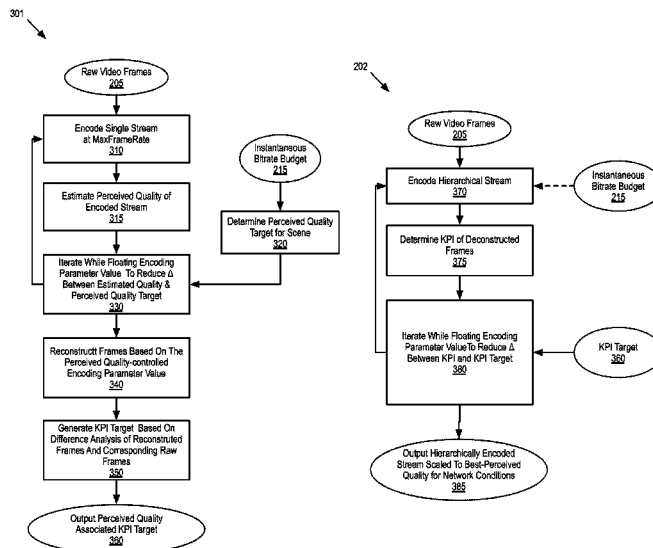 301
Raw Video Frames
205
Encode Single Stream
at MaxFrameRate
310
Estimate Perceived Quality of
Encoded Stream
315
Iterate While Floating Encoding
Parameter Value To Reduce Δ
Between Estimated Quality &
Perceived Quality Target
330
Reconstructt Frames Based On The
Perceived Quality-controlled
Encoding Parameter Value
340
Generate KPI Target Based On
Difference Analysis of Reconstruted
Frames And Corresponding Raw
Frames
350
Output Perceived Quality
Associated KPI Target
360
Instantaneous
Bitrate Budget
215
Determine Perceived Quality
Target for Scene
320
202
Raw Video Frames
205
Encode Hierarchical Stream
370
Instantaneous
Bitrate Budget
215
Determine KPI of Deconstructed
Frames
375
Iterate While Floating Encoding
Parameter ValueTo Reduce Δ
Between KPI and KPI Target
380
KPI Target
360
Output Hierarchically Encoded
Stream Scaled To Best-Perceived
Quality for Network Conditions
385